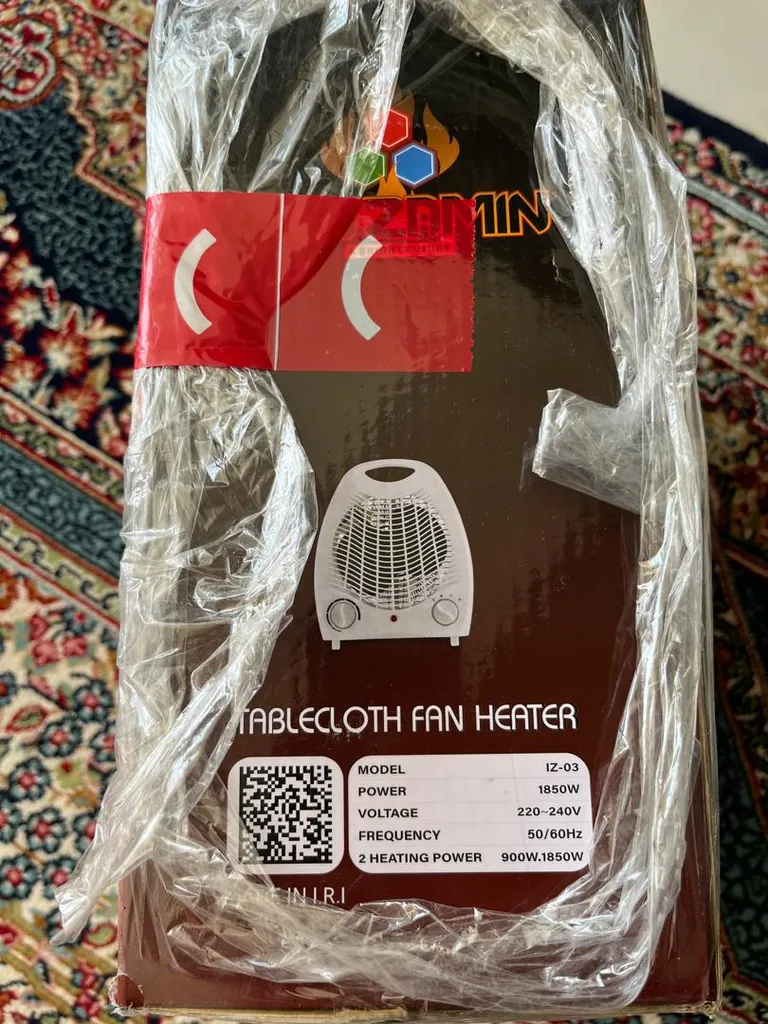 TABLECLOTH FAN HEATER
MODEL IZ-03
POWER 1850W
VOLTAGE 220~240V
FREQUENCY 50/60Hz
2 HEATING POWER 900W.1850W
IN I.R.I